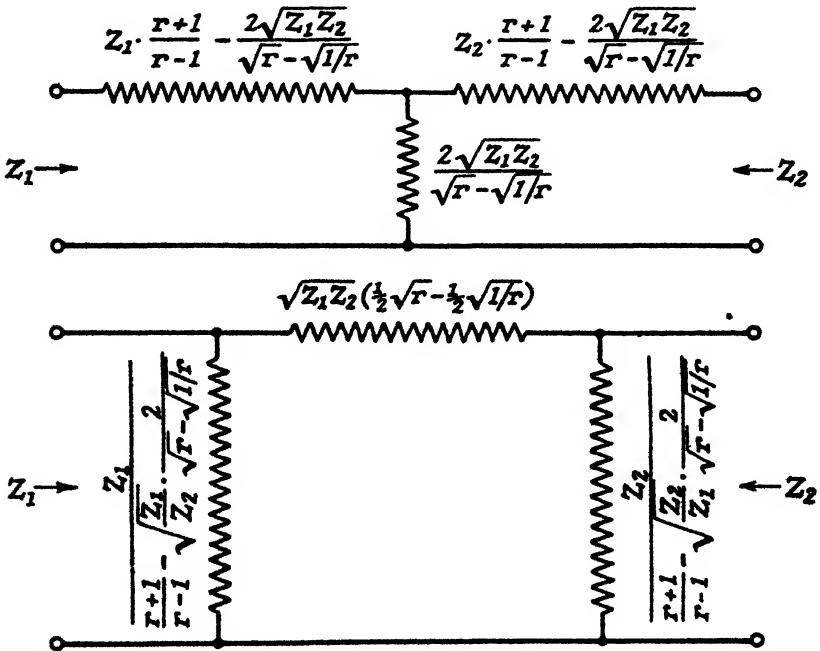 Z₁ · (r+1)/(r-1) - 2√(Z₁Z₂)/(√r - √(1/r))
Z₂ · (r+1)/(r-1) - 2√(Z₁Z₂)/(√r - √(1/r))
Z₁→
2√(Z₁Z₂)/(√r - √(1/r))
←Z₂
√(Z₁Z₂)(½√r - ½√(1/r))
Z₁→
Z₁/((r+1)/(r-1) - √(Z₁/Z₂) · 2/(√r - √(1/r)))
Z₂/((r+1)/(r-1) - √(Z₂/Z₁) · 2/(√r - √(1/r)))
←Z₂